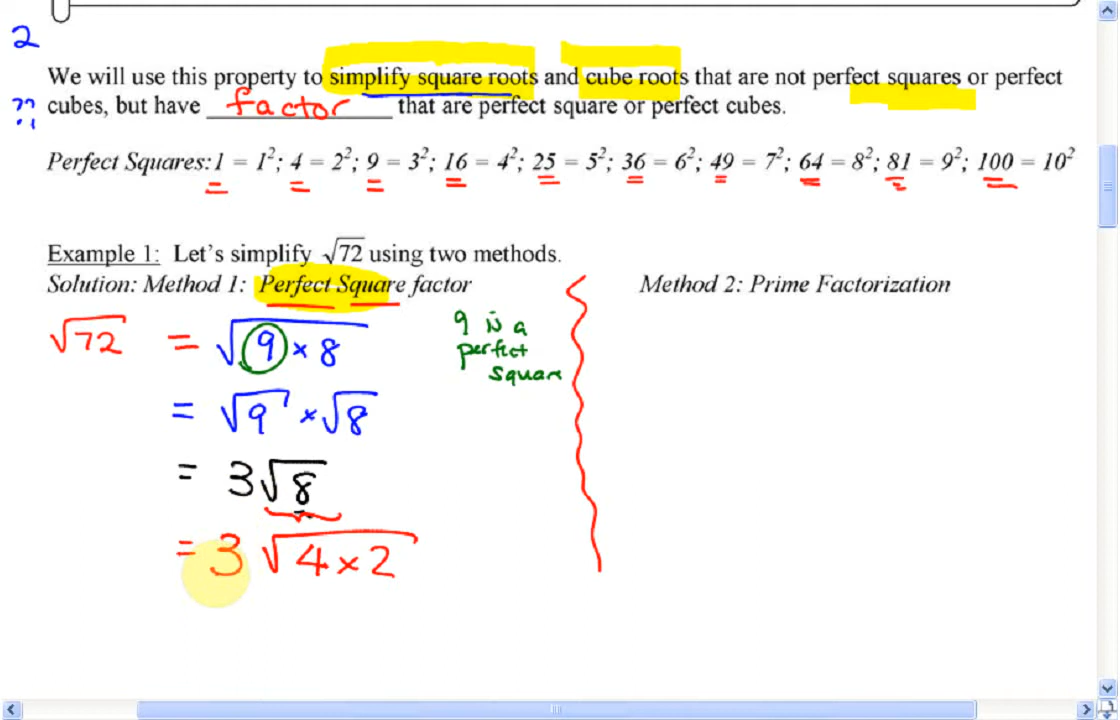 2
We will use this property to simplify square roots and cube roots that are not perfect squares or perfect
?? cubes, but have factor that are perfect square or perfect cubes.
Perfect Squares: 1 = 1²; 4 = 2²; 9 = 3²; 16 = 4²; 25 = 5²; 36 = 6²; 49 = 7²; 64 = 8²; 81 = 9²; 100 = 10²
Example 1: Let's simplify √72 using two methods.
Solution: Method 1: Perfect Square factor
√72 = √9 × 8
= √9 × √8
= 3√8
= 3 √4 × 2
9 is a
perfect
square
Method 2: Prime Factorization